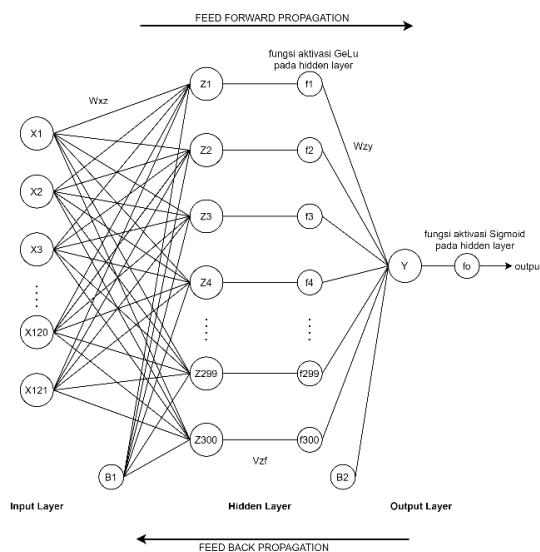 FEED FORWARD PROPAGATION
fungsi aktivasi GeLu
pada hidden layer
Z1
f1
Wxz
X1
Wzy
Z2
f2
X2
Z3
f3
fungsi aktivasi Sigmoid
pada hidden layer
X3
Z4
f4
Y
fo
outpu
X120
Z299
f299
X121
Z300
f300
Vzf
B1
B2
Input Layer
Hidden Layer
Output Layer
FEED BACK PROPAGATION